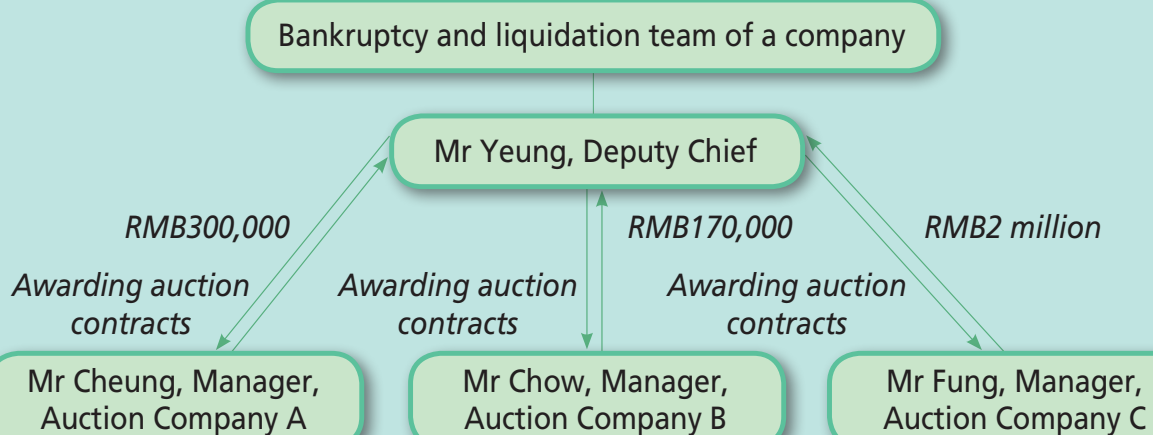 Bankruptcy and liquidation team of a company
Mr Yeung, Deputy Chief
RMB300,000
RMB170,000
RMB2 million
Awarding auction
contracts
Awarding auction
contracts
Awarding auction
contracts
Mr Cheung, Manager,
Auction Company A
Mr Chow, Manager,
Auction Company B
Mr Fung, Manager,
Auction Company C